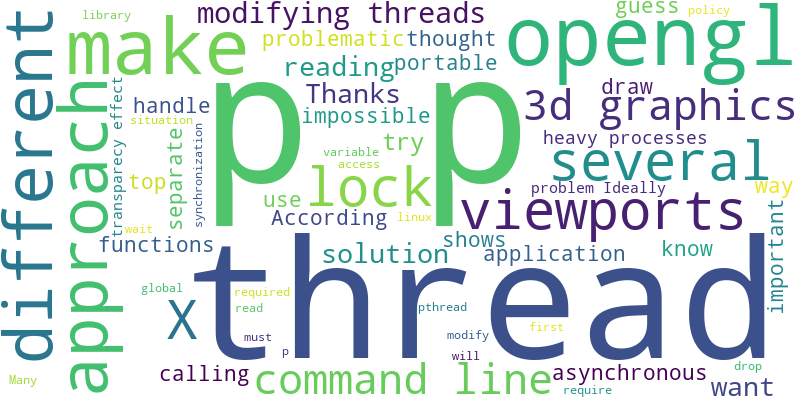 library
modifying threads
guess
policy
different
make
problematic
thought
opengl
reading
portable
approach
transparecy effect
handle
Thanks
draw
3d graphics
situation
separate
synchronization
impossible
try
heavy processes
p p
variable
access
several
top
use
lock
problem Ideally
way
According
linux
viewports
important
wait
functions
solution
shows
application
know
thread
global
required
read
X
pthread
first
must
modify
p
will
calling
command line
asynchronous
drop
Many
require
want